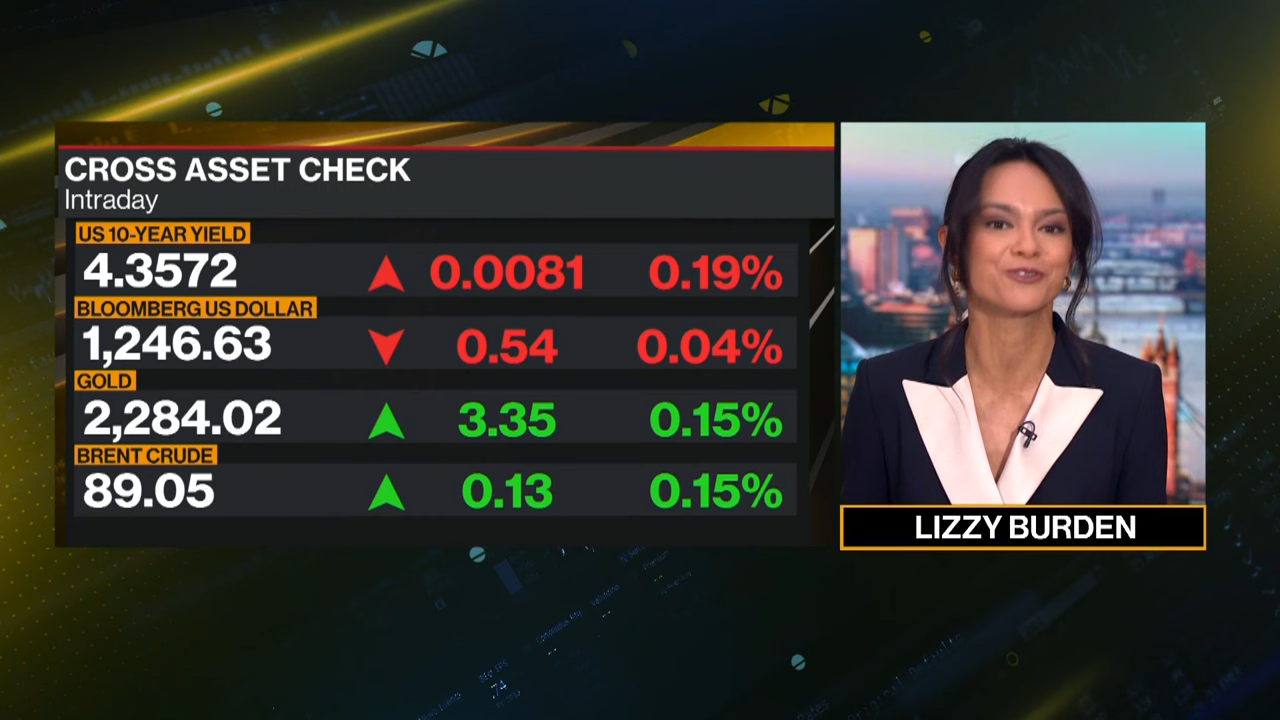 CROSS ASSET CHECK
Intraday
US 10-YEAR YIELD
4.3572 0.0081 0.19%
BLOOMBERG US DOLLAR
1,246.63 0.54 0.04%
GOLD
2,284.02 3.35 0.15%
BRENT CRUDE
89.05 0.13 0.15%
LIZZY BURDEN